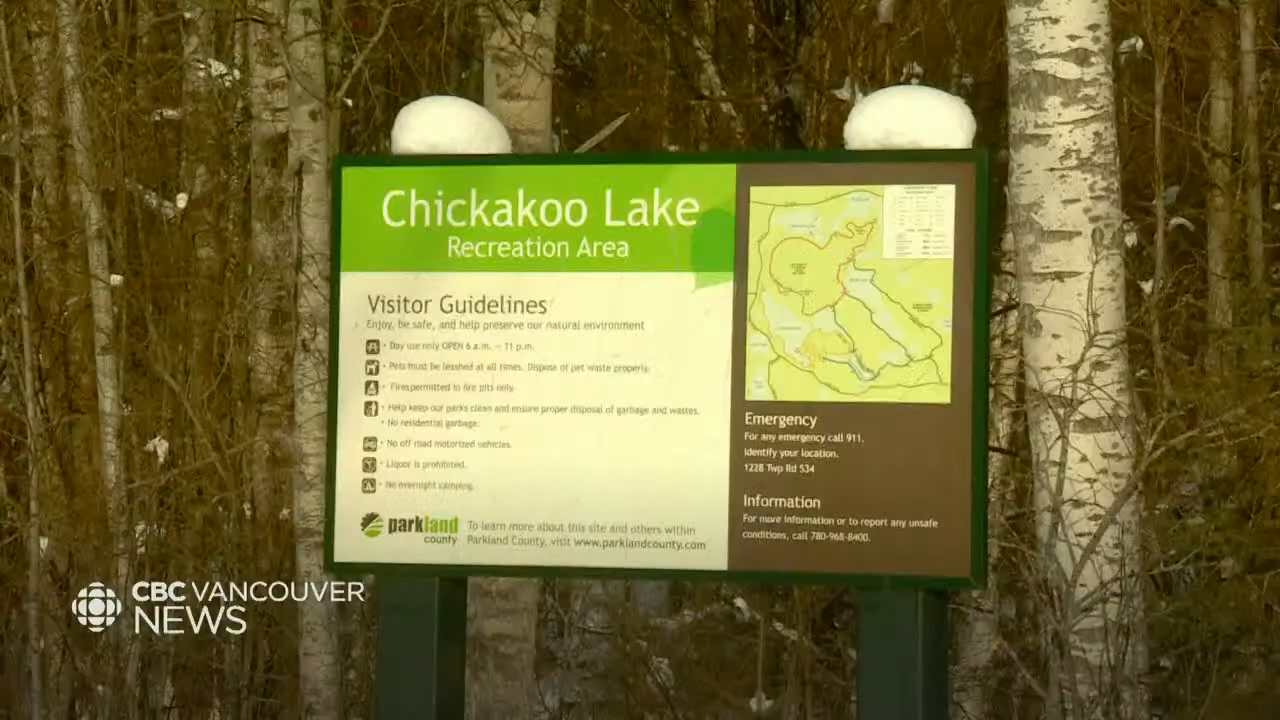 Chickakoo Lake
Recreation Area
Visitor Guidelines
Enjoy, be safe, and help preserve our natural environment
• Day use only OPEN 6 a.m. – 11 p.m.
• Pets must be leashed at all times. Dispose of pet waste properly.
• Fires permitted in fire pits only.
• Help keep our parks clean and ensure proper disposal of garbage and wastes.
• No residential garbage.
• No off road motorized vehicles.
• Liquor is prohibited.
• No overnight camping.
parkland
county
To learn more about this site and others within
Parkland County, visit www.parklandcounty.com
Emergency
For any emergency call 911.
Identify your location.
1228 Twp Rd 534
Information
For more information or to report any unsafe
conditions, call 780-968-8400.
CBC VANCOUVER
NEWS